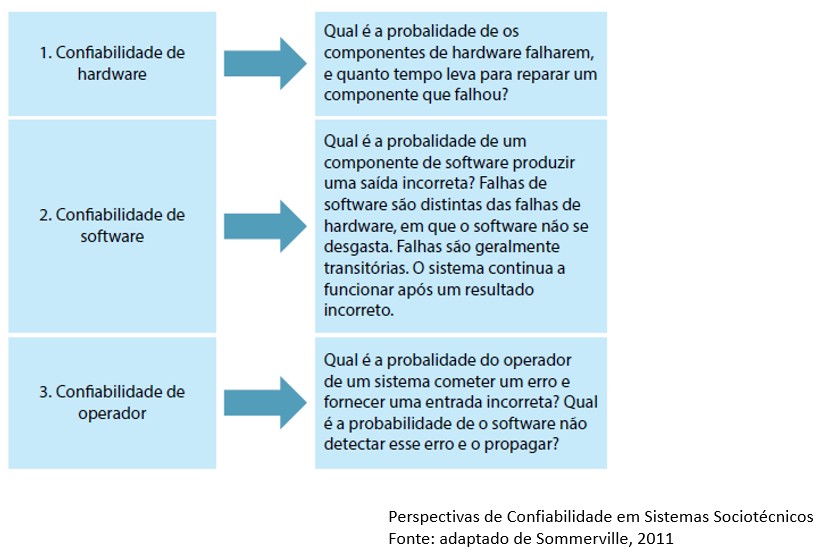 1. Confiabilidade de
hardware
Qual é a probalidade de os
componentes de hardware falharem,
e quanto tempo leva para reparar um
componente que falhou?
2. Confiabilidade de
software
Qual é a probalidade de um
componente de software produzir
uma saída incorreta? Falhas de
software são distintas das falhas de
hardware, em que o software não se
desgasta. Falhas são geralmente
transitórias. O sistema continua a
funcionar após um resultado
incorreto.
3. Confiabilidade de
operador
Qual é a probalidade do operador
de um sistema cometer um erro e
fornecer uma entrada incorreta? Qual
é a probabilidade de o software não
detectar esse erro e o propagar?
Perspectivas de Confiabilidade em Sistemas Sociotécnicos
Fonte: adaptado de Sommerville, 2011